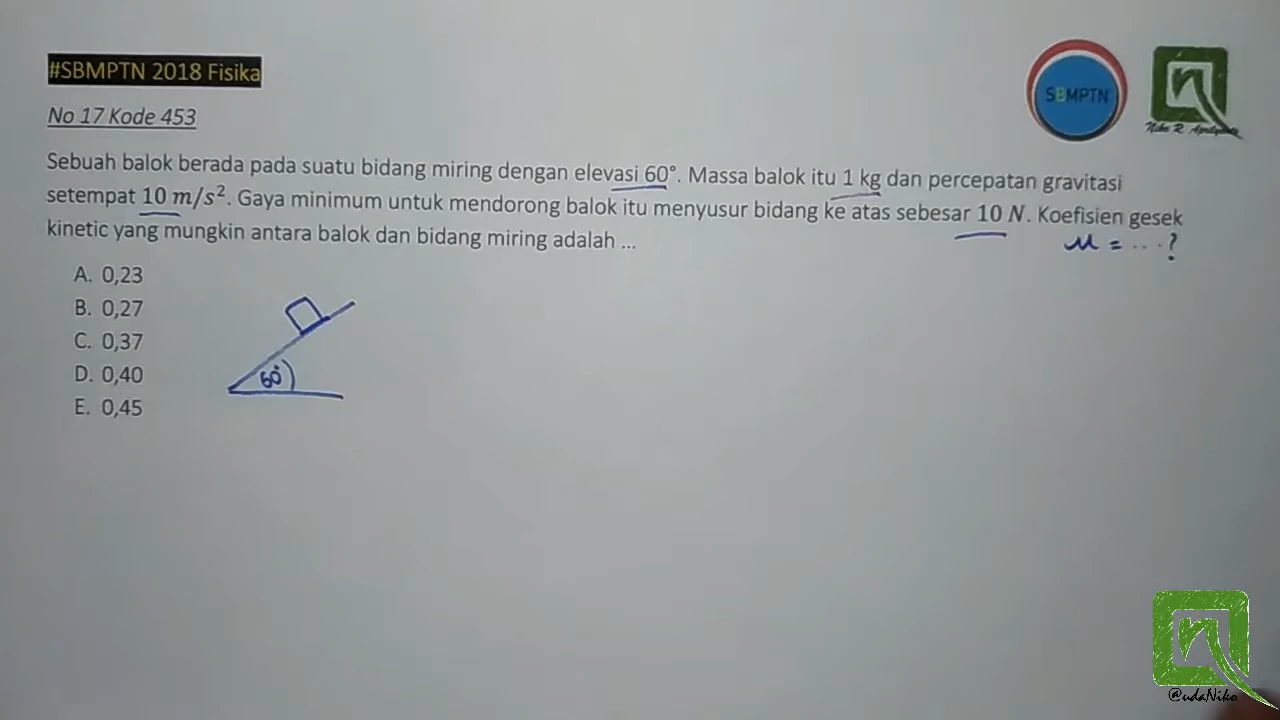 #SBMPTN 2018 Fisika
SBMPTN
No 17 Kode 453
Sebuah balok berada pada suatu bidang miring dengan elevasi 60°. Massa balok itu 1 kg dan percepatan gravitasi
setempat 10 m/s². Gaya minimum untuk mendorong balok itu menyusur bidang ke atas sebesar 10 N. Koefisien gesek
kinetic yang mungkin antara balok dan bidang miring adalah ...
μ = ...?
A. 0,23
B. 0,27
C. 0,37
D. 0,40
E. 0,45
60°
@udaNiko